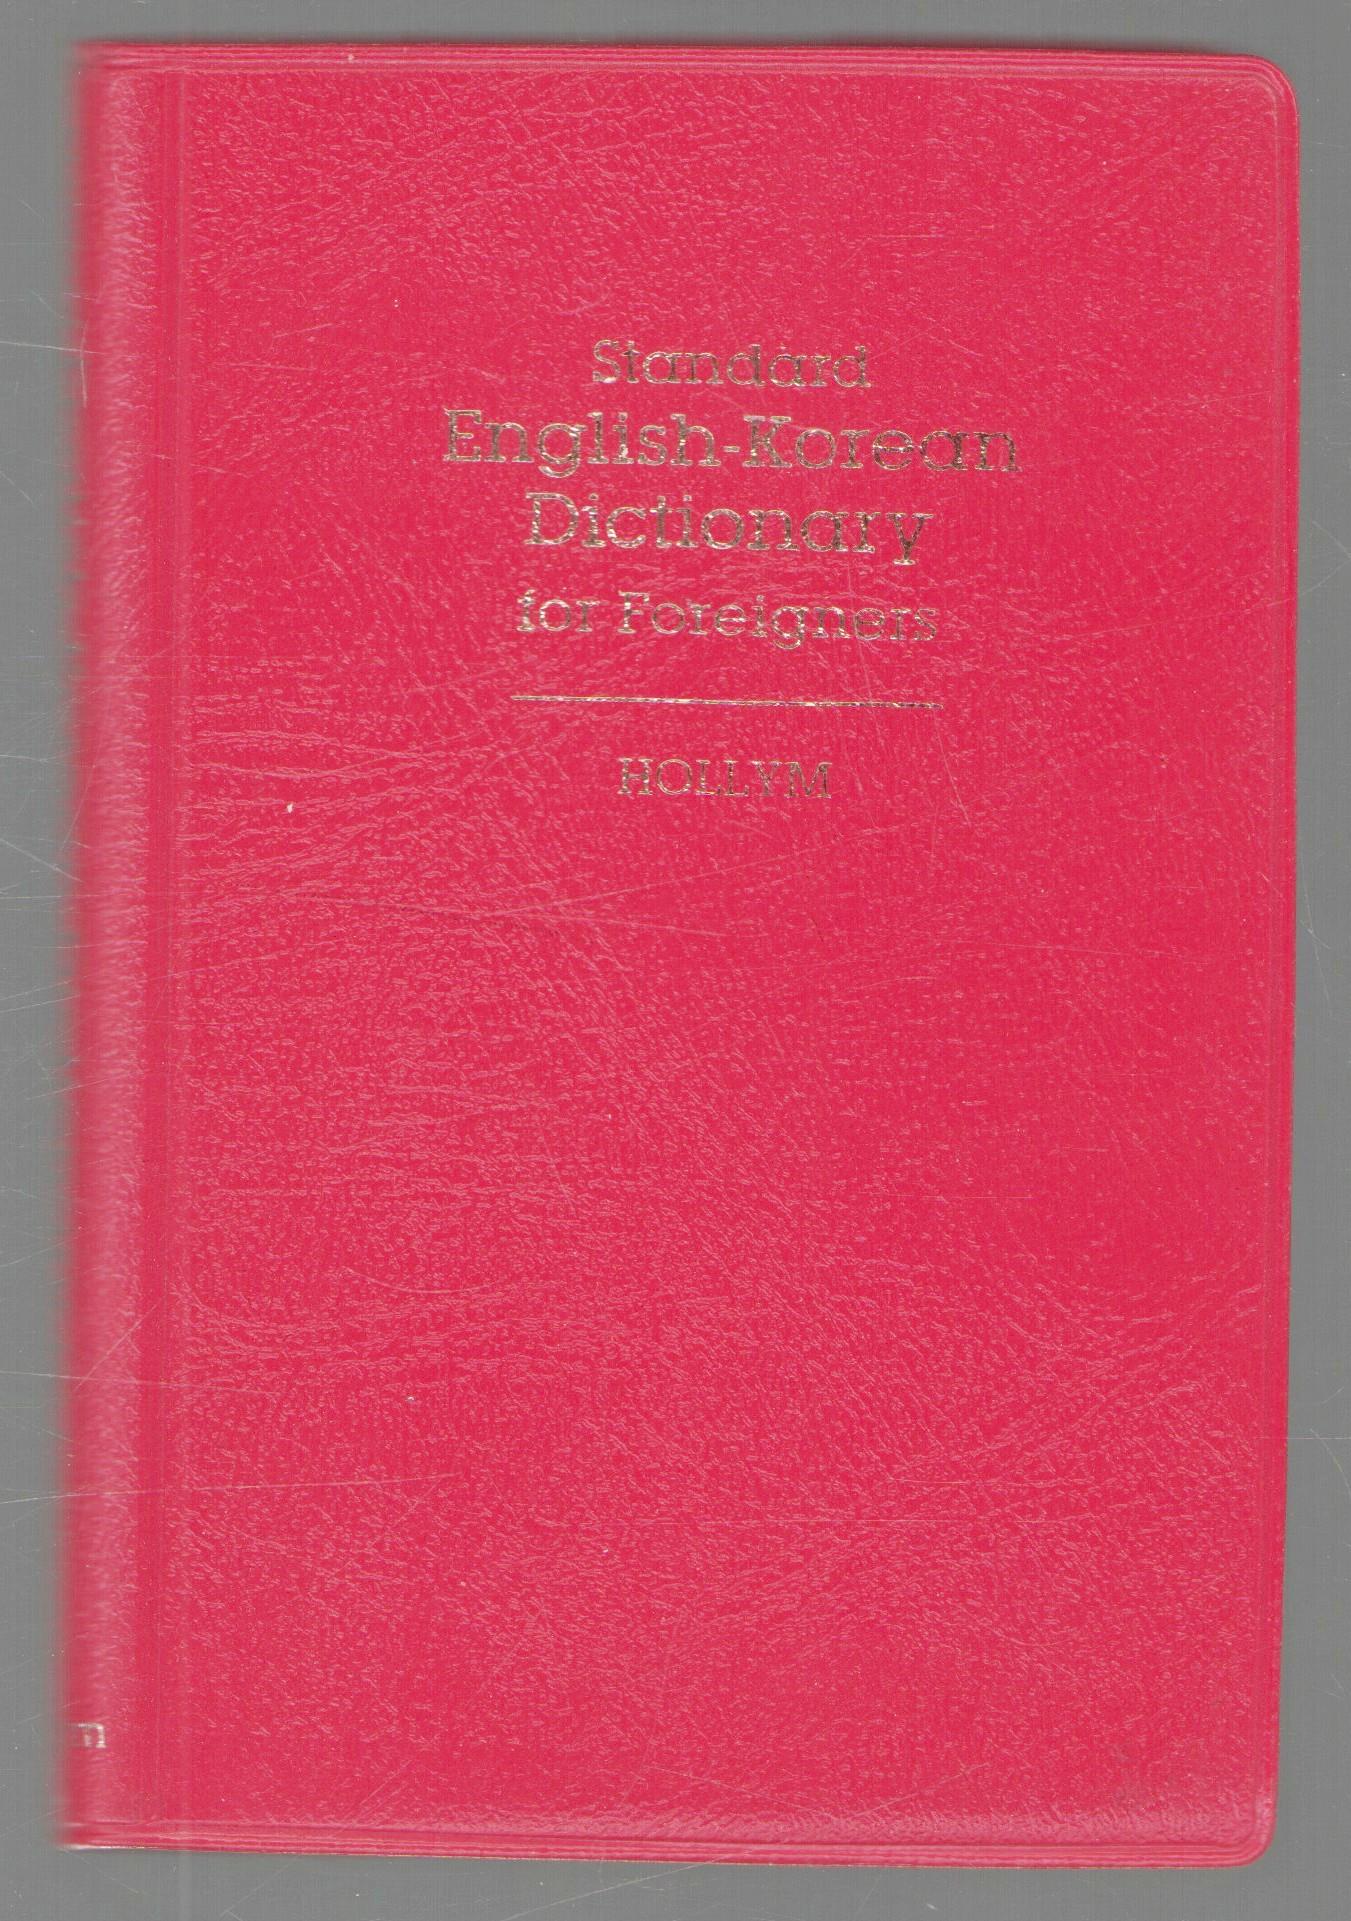 Standard
English-Korean
Dictionary
for Foreigners
HOLLYM
m